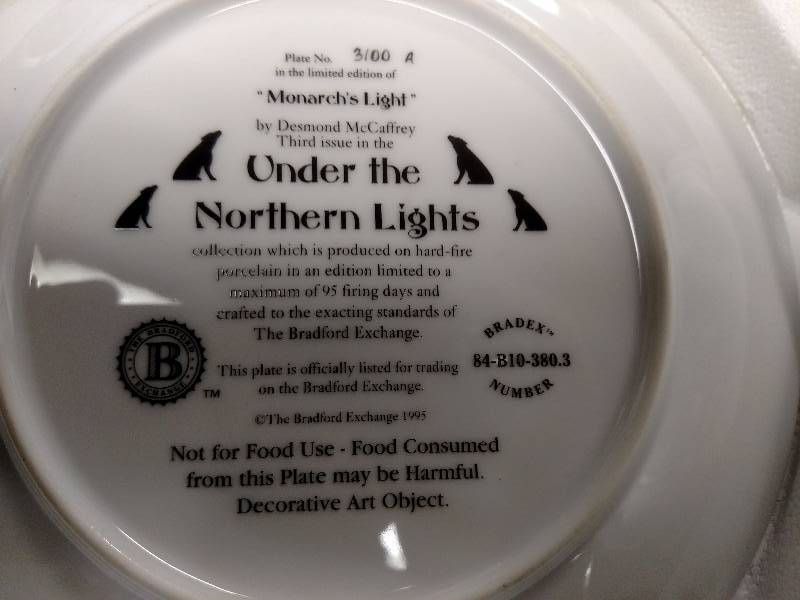 Plate No. 3100 A
in the limited edition of
"Monarch's Light"
by Desmond McCaffrey
Third issue in the
Under the
Northern Lights
collection which is produced on hard-fire
porcelain in an edition limited to a
maximum of 95 firing days and
crafted to the exacting standards of
The Bradford Exchange.
THE BRADFORD
B
EXCHANGE
TM
This plate is officially listed for trading
on the Bradford Exchange.
BRADEX™
84-B10-380.3
NUMBER
©The Bradford Exchange 1995
Not for Food Use - Food Consumed
from this Plate may be Harmful.
Decorative Art Object.